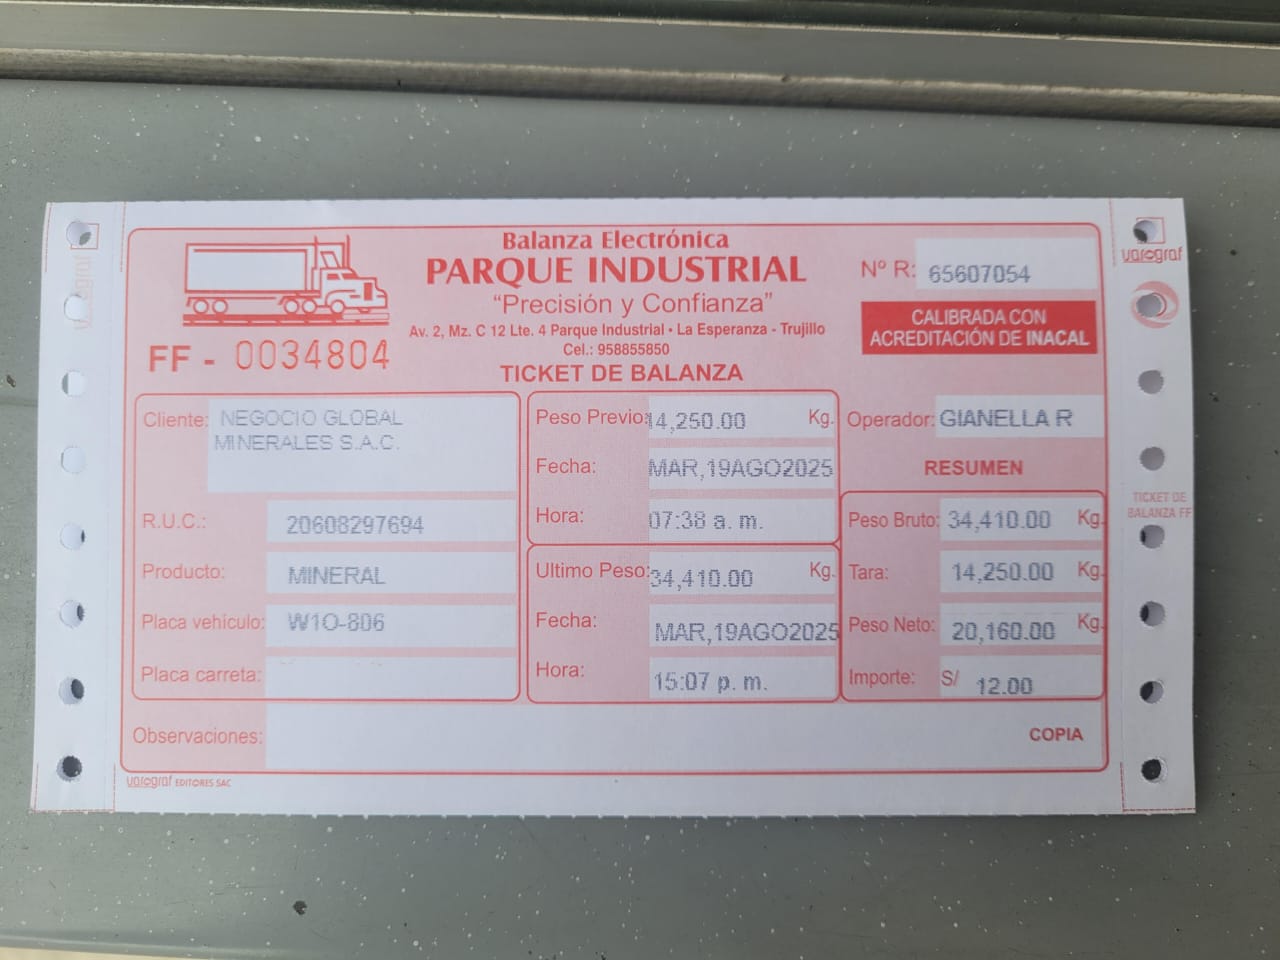 Balanza Electrónica
PARQUE INDUSTRIAL
"Precisión y Confianza"
Av. 2, Mz. C 12 Lte. 4 Parque Industrial • La Esperanza - Trujillo
Cel.: 958855850
TICKET DE BALANZA
FF - 0034804
Nº R: 65607054
CALIBRADA CON
ACREDITACIÓN DE INACAL
Cliente: NEGOCIO GLOBAL
MINERALES S.A.C.
R.U.C.: 20608297694
Producto: MINERAL
Placa vehículo: W1O-806
Placa carreta:
Peso Previo: 14,250.00 Kg.
Fecha: MAR,19AGO2025
Hora: 07:38 a. m.
Ultimo Peso: 34,410.00 Kg.
Fecha: MAR,19AGO2025
Hora: 15:07 p. m.
Operador: GIANELLA R
RESUMEN
Peso Bruto: 34,410.00 Kg.
Tara: 14,250.00 Kg.
Peso Neto: 20,160.00 Kg.
Importe: S/ 12.00
Observaciones:
COPIA
varograf EDITORES SAC
varograf
TICKET DE
BALANZA FF
varograf